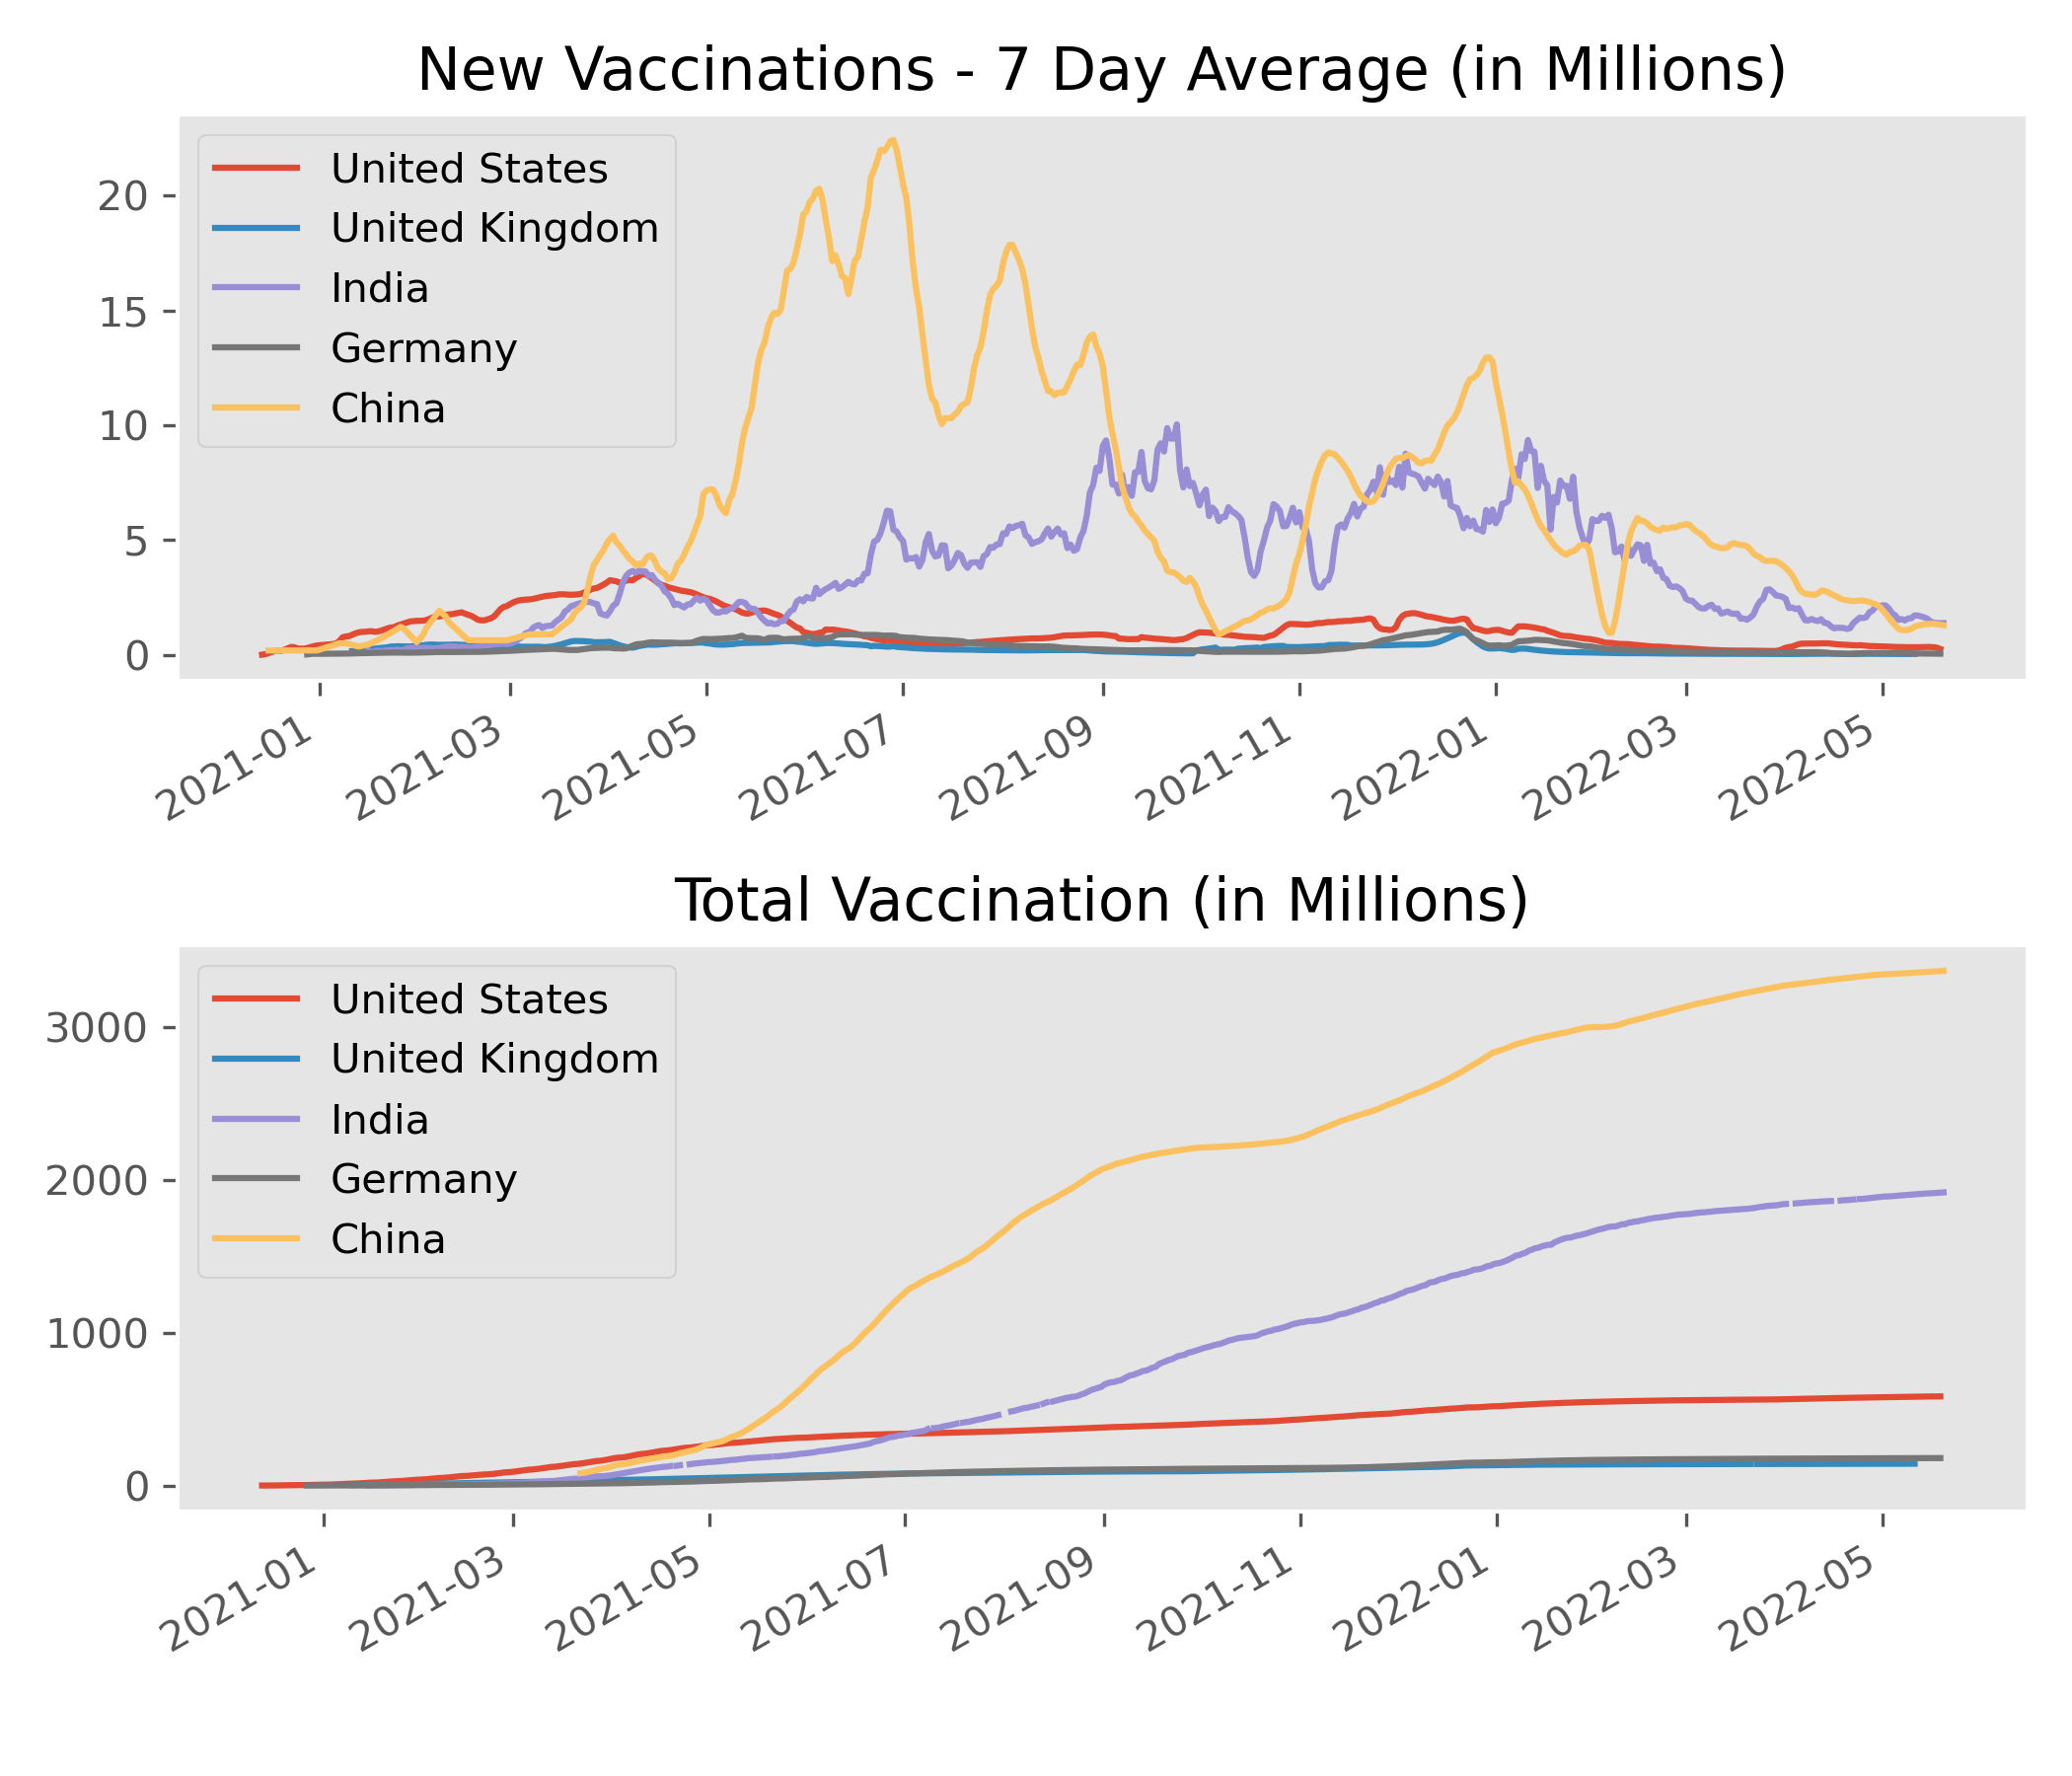 New Vaccinations - 7 Day Average (in Millions)
United States
United Kingdom
India
Germany
China
20
15
10
5
0
2021-01
2021-03
2021-05
2021-07
2021-09
2021-11
2022-01
2022-03
2022-05
Total Vaccination (in Millions)
United States
United Kingdom
India
Germany
China
3000
2000
1000
0
2021-01
2021-03
2021-05
2021-07
2021-09
2021-11
2022-01
2022-03
2022-05